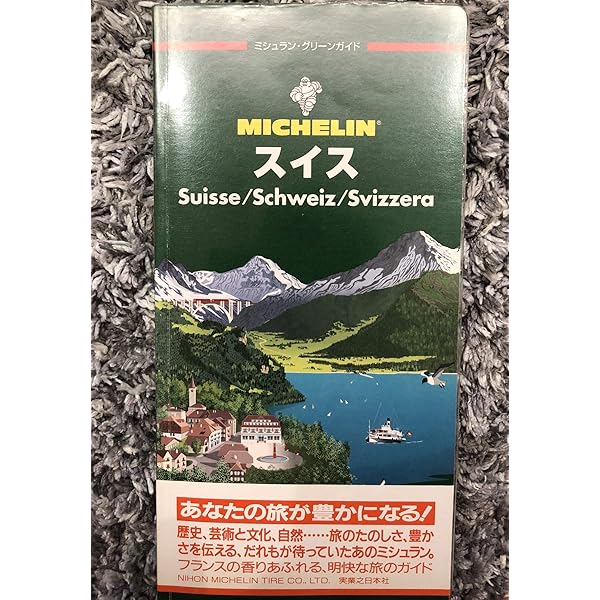 ミシュラン・グリーンガイド
MICHELIN®
スイス
Suisse/Schweiz/Svizzera
あなたの旅が豊かになる!
歴史、芸術と文化、自然……旅のたのしさ、豊か
さを伝える、だれもが待っていたあのミシュラン。
フランスの香りあふれる、明快な旅のガイド
NIHON MICHELIN TIRE CO., LTD. 実業之日本社